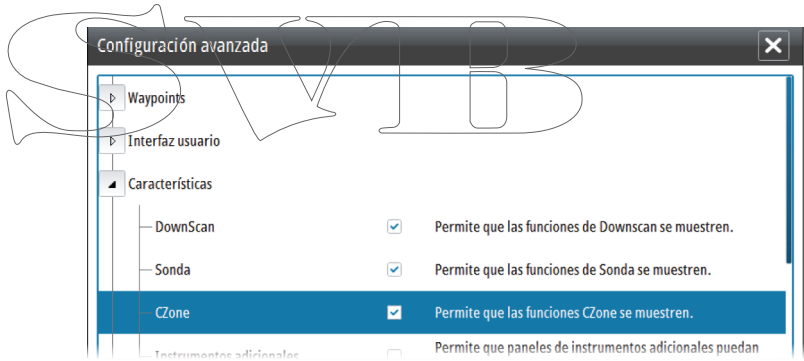 SVB
Configuración avanzada
Waypoints
Interfaz usuario
Características
DownScan Permite que las funciones de Downscan se muestren.
Sonda Permite que las funciones de Sonda se muestren.
CZone Permite que las funciones CZone se muestren.
Instrumentos adicionales Permite que paneles de instrumentos adicionales puedan